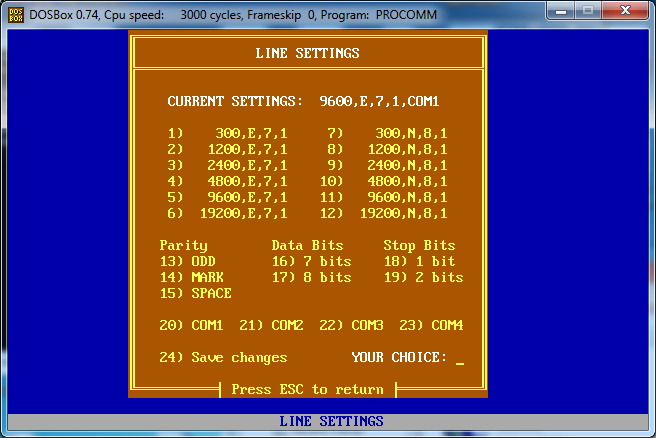 DOSBox 0.74, Cpu speed: 3000 cycles, Frameskip 0, Program: PROCOMM
DOS BOX
LINE SETTINGS
CURRENT SETTINGS: 9600,E,7,1,COM1
1) 300,E,7,1 7) 300,N,8,1
2) 1200,E,7,1 8) 1200,N,8,1
3) 2400,E,7,1 9) 2400,N,8,1
4) 4800,E,7,1 10) 4800,N,8,1
5) 9600,E,7,1 11) 9600,N,8,1
6) 19200,E,7,1 12) 19200,N,8,1
Parity Data Bits Stop Bits
13) ODD 16) 7 bits 18) 1 bit
14) MARK 17) 8 bits 19) 2 bits
15) SPACE
20) COM1 21) COM2 22) COM3 23) COM4
24) Save changes YOUR CHOICE: _
Press ESC to return
LINE SETTINGS